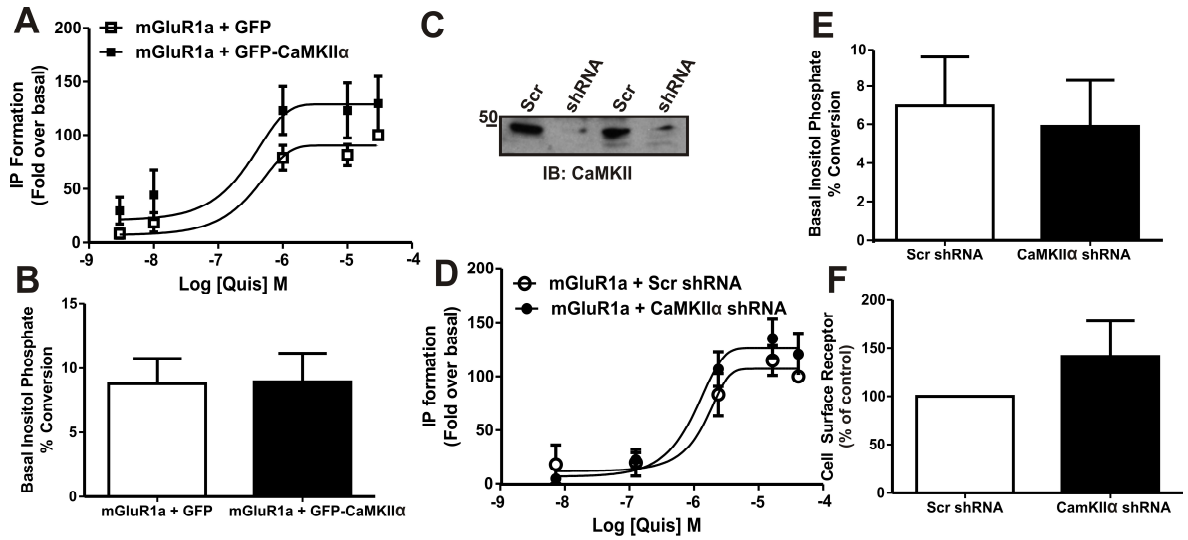 A
mGluR1a + GFP
mGluR1a + GFP-CaMKIIα
200
150
100
50
0
IP Formation
(Fold over basal)
-9 -8 -7 -6 -5 -4
Log [Quis] M
B
15
10
5
0
Basal Inositol Phosphate
% Conversion
mGluR1a + GFP mGluR1a + GFP-CaMKIIα
C
Scr shRNA Scr shRNA
50
IB: CaMKII
D
mGluR1a + Scr shRNA
mGluR1a + CaMKIIα shRNA
200
150
100
50
0
IP formation
(Fold over basal)
-9 -8 -7 -6 -5 -4
Log [Quis] M
E
10
8
6
4
2
0
Basal Inositol Phosphate
% Conversion
Scr shRNA CaMKIIα shRNA
F
200
150
100
50
0
Cell Surface Receptor
(% of control)
Scr shRNA CamKIIα shRNA